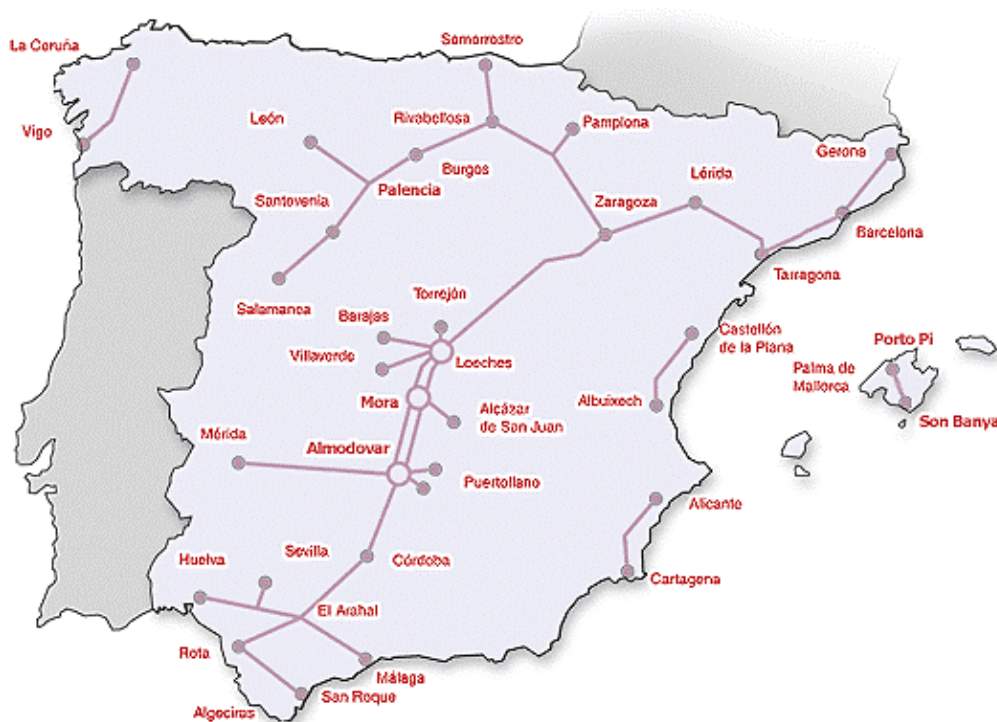 La Coruña
Somorrostro
León
Rivabellosa
Pamplona
Vigo
Gerona
Burgos
Lérida
Palencia
Santovenia
Zaragoza
Barcelona
Tarragona
Salamanca
Torrejón
Barajas
Castellón
de la Plana
Villaverde
Loeches
Porto Pi
Palma de
Mallorca
Mora
Albuixech
Alcázar
de San Juan
Son Banya
Mérida
Almodovar
Puertollano
Alicante
Sevilla
Huelva
Córdoba
Cartagena
El Arahal
Rota
Málaga
San Roque
Algeciras